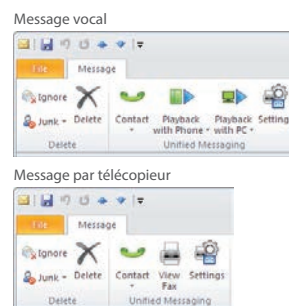 Message vocal
File Message
Ignore
Junk Delete Contact Playback with Phone Playback with PC Setting
Delete Unified Messaging
Message par télécopieur
File Message
Ignore
Junk Delete Contact View Fax Settings
Delete Unified Messaging